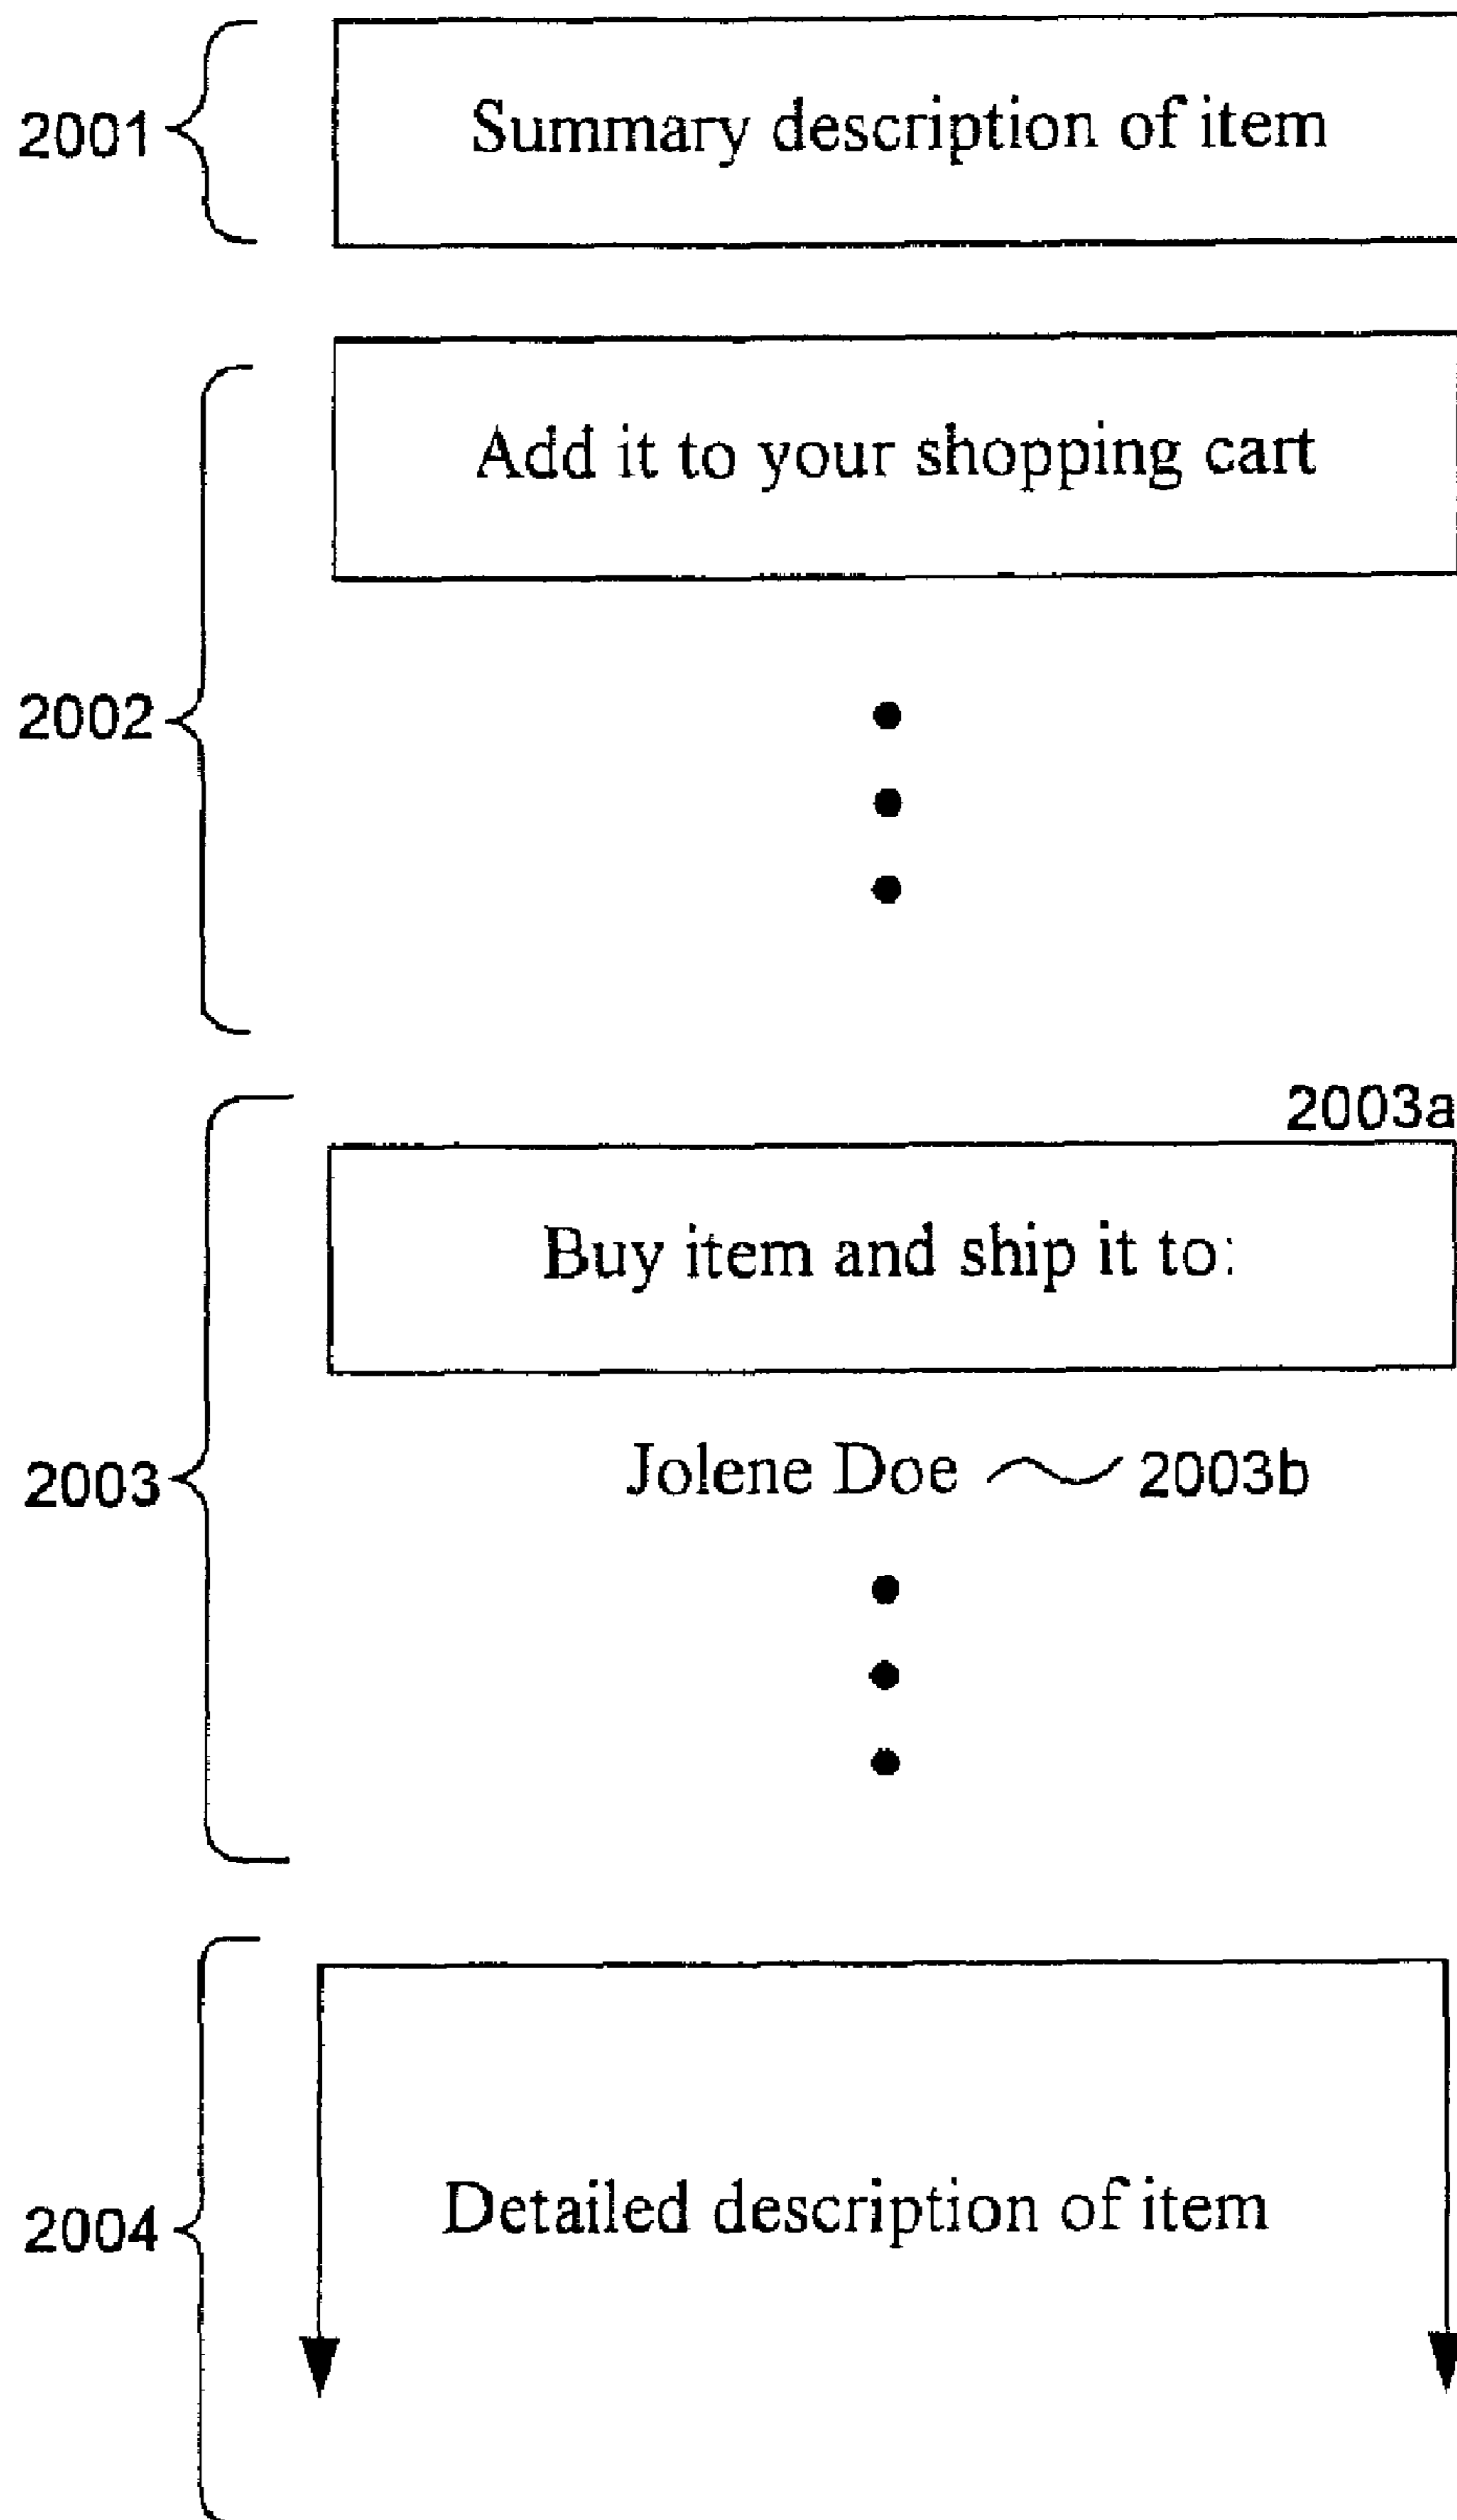 2001 Summary description of item
Add it to your shopping cart
2002
2003a
Buy item and ship it to:
2003 Jolene Doe 2003b
2004 Detailed description of item